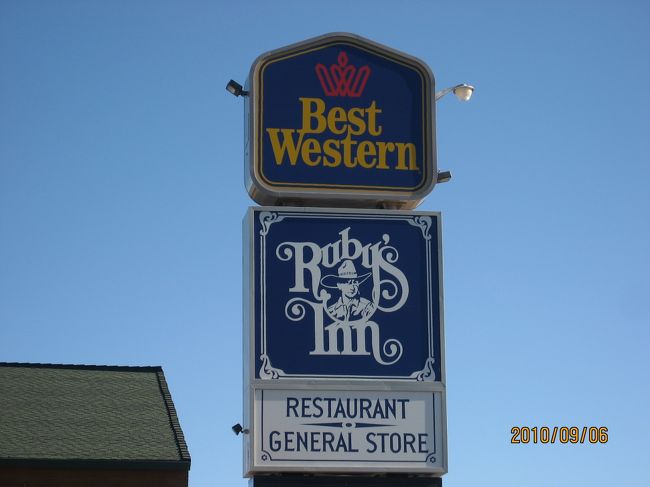 Best
Western
Ruby's
Inn
RESTAURANT
GENERAL STORE
2010/09/06